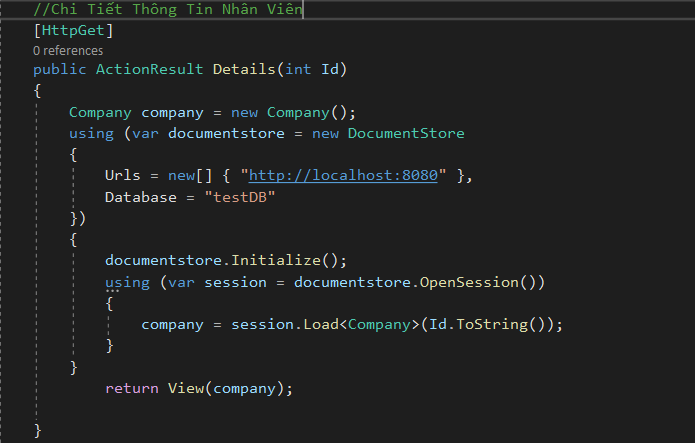 //Chi Tiết Thông Tin Nhân Viên
[HttpGet]
0 references
public ActionResult Details(int Id)
{
Company company = new Company();
using (var documentstore = new DocumentStore
{
Urls = new[] { "http://localhost:8080" },
Database = "testDB"
})
{
documentstore.Initialize();
using (var session = documentstore.OpenSession())
{
company = session.Load<Company>(Id.ToString());
}
}
return View(company);
}